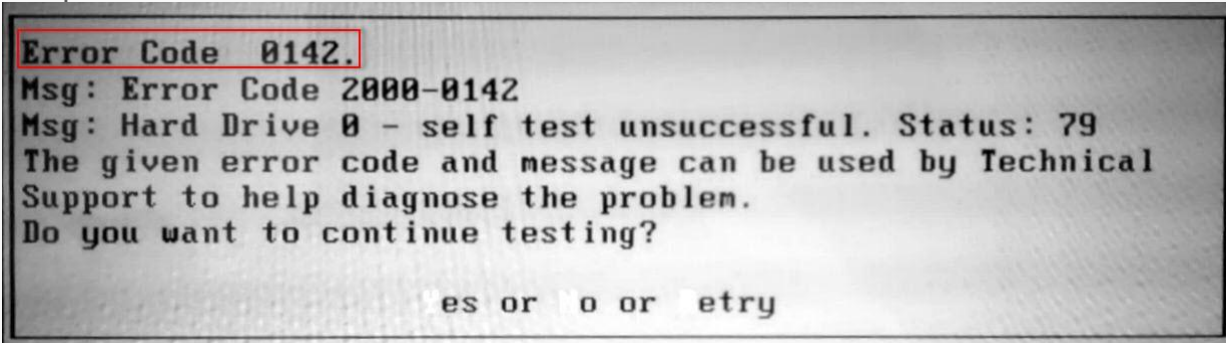 Error Code  0142.
Msg: Error Code 2000-0142
Msg: Hard Drive 0 - self test unsuccessful. Status: 79
The given error code and message can be used by Technical
Support to help diagnose the problem.
Do you want to continue testing?
es or o or etry